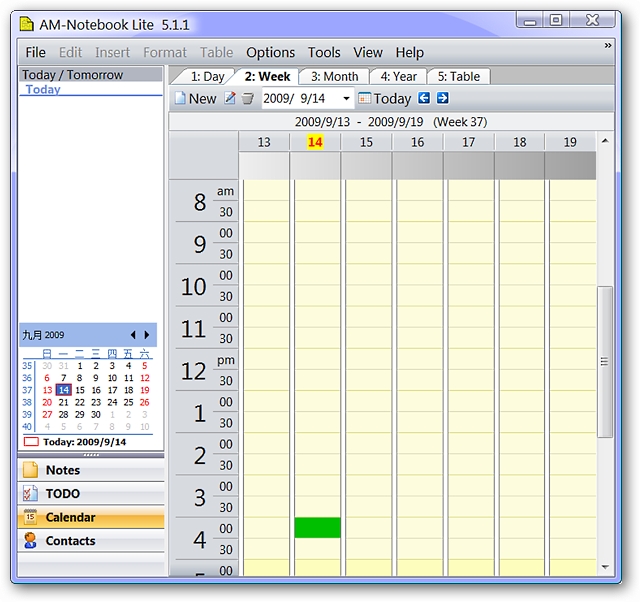 AM-Notebook Lite 5.1.1
File Edit Insert Format Table Options Tools View Help »
Today / Tomorrow
Today
1: Day 2: Week 3: Month 4: Year 5: Table
New 2009/ 9/14 Today
2009/9/13 - 2009/9/19 (Week 37)
13 14 15 16 17 18 19
8 am
30
9 00
30
10 00
30
11 00
30
12 pm
30
1 00
30
2 00
30
3 00
30
4 00
30
00
九月 2009
日 一 二 三 四 五 六
35 30 31 1 2 3 4 5
36 6 7 8 9 10 11 12
37 13 14 15 16 17 18 19
38 20 21 22 23 24 25 26
39 27 28 29 30 1 2 3
40 4 5 6 7 8 9 10
Today: 2009/9/14
Notes
TODO
15
Calendar
Contacts